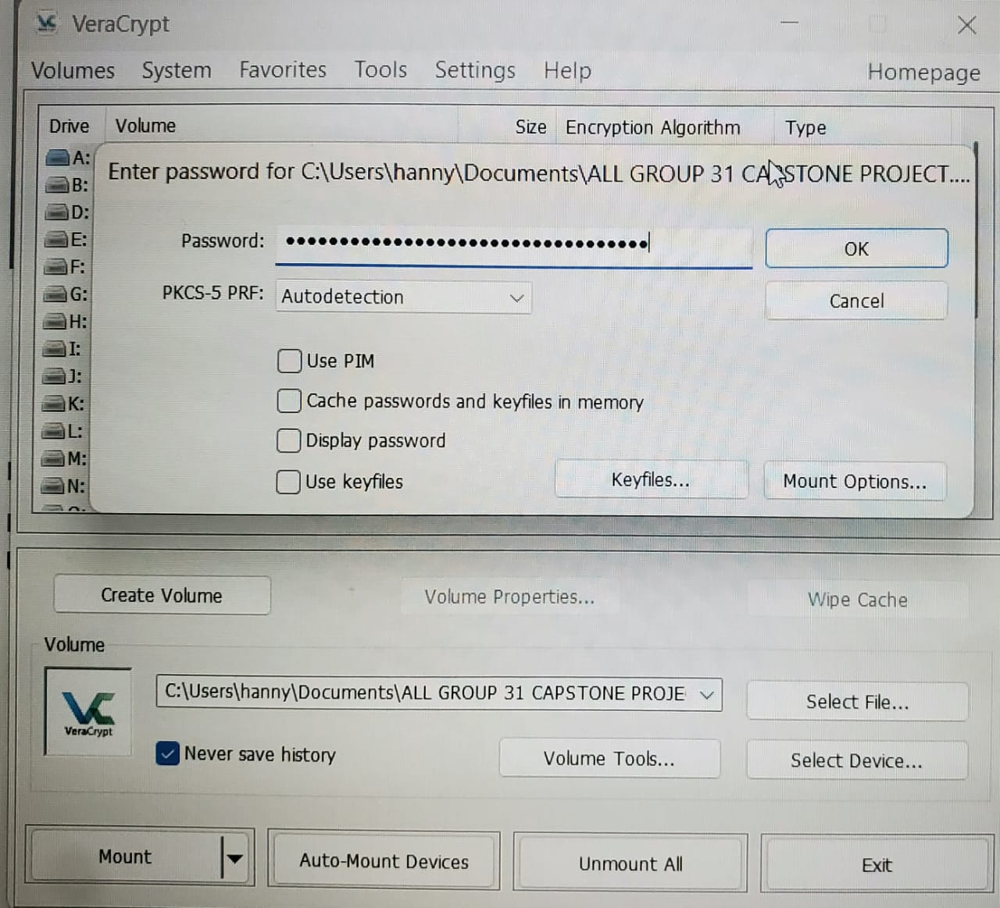 VeraCrypt
Volumes System Favorites Tools Settings Help Homepage
Drive Volume Size Encryption Algorithm Type
A:
Enter password for C:\Users\hanny\Documents\ALL GROUP 31 CAPSTONE PROJECT....
B:
D:
E:
Password: ••••••••••••••••••••••••••••••••••
OK
F:
G:
PKCS-5 PRF: Autodetection
Cancel
H:
I:
Use PIM
J:
K:
Cache passwords and keyfiles in memory
L:
Display password
M:
N:
Use keyfiles
Keyfiles...
Mount Options...
Create Volume
Volume Properties...
Wipe Cache
Volume
C:\Users\hanny\Documents\ALL GROUP 31 CAPSTONE PROJE
Select File...
VeraCrypt
Never save history
Volume Tools...
Select Device...
Mount
Auto-Mount Devices
Unmount All
Exit